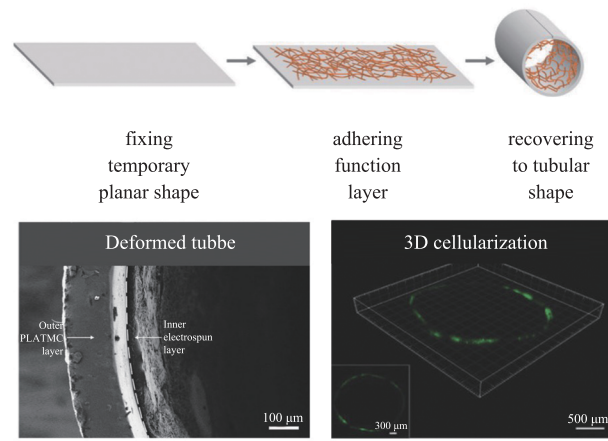 fixing
temporary
planar shape
adhering
function
layer
recovering
to tubular
shape
Deformed tubbe
Outer
PLATMC
layer
Inner
electrospun
layer
100 μm
3D cellularization
300 μm
500 μm